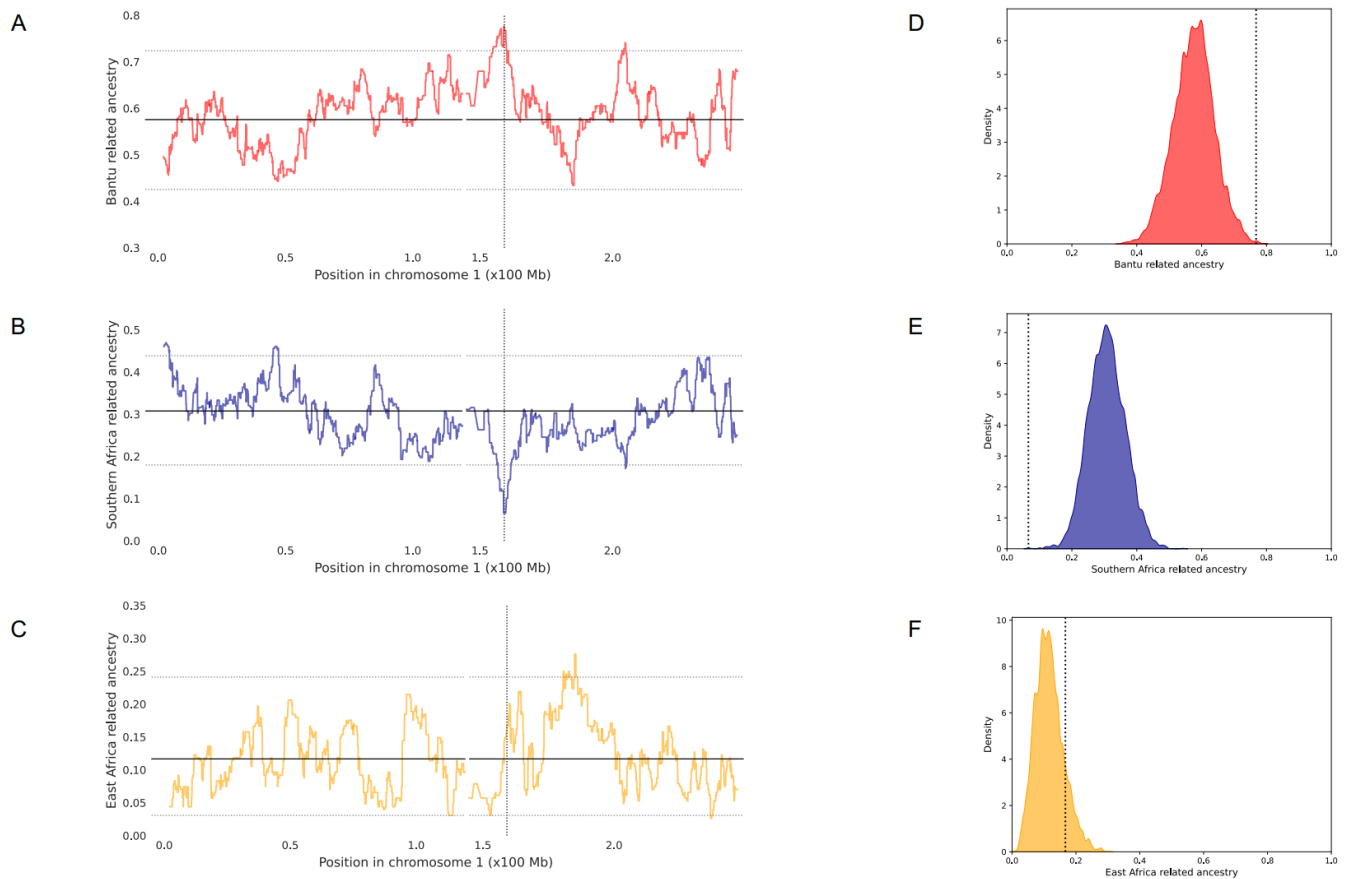 A
Bantu related ancestry
0.8
0.7
0.6
0.5
0.4
0.3
0.0 0.5 1.0 1.5 2.0
Position in chromosome 1 (x100 Mb)
D
Density
6
5
4
3
2
1
0
0.0 0.2 0.4 0.6 0.8 1.0
Bantu related ancestry
B
Southern Africa related ancestry
0.5
0.4
0.3
0.2
0.1
0.0
0.0 0.5 1.0 1.5 2.0
Position in chromosome 1 (x100 Mb)
E
Density
7
6
5
4
3
2
1
0
0.0 0.2 0.4 0.6 0.8 1.0
Southern Africa related ancestry
C
East Africa related ancestry
0.35
0.30
0.25
0.20
0.15
0.10
0.05
0.00
0.0 0.5 1.0 1.5 2.0
Position in chromosome 1 (x100 Mb)
F
Density
10
8
6
4
2
0
0.0 0.2 0.4 0.6 0.8 1.0
East Africa related ancestry